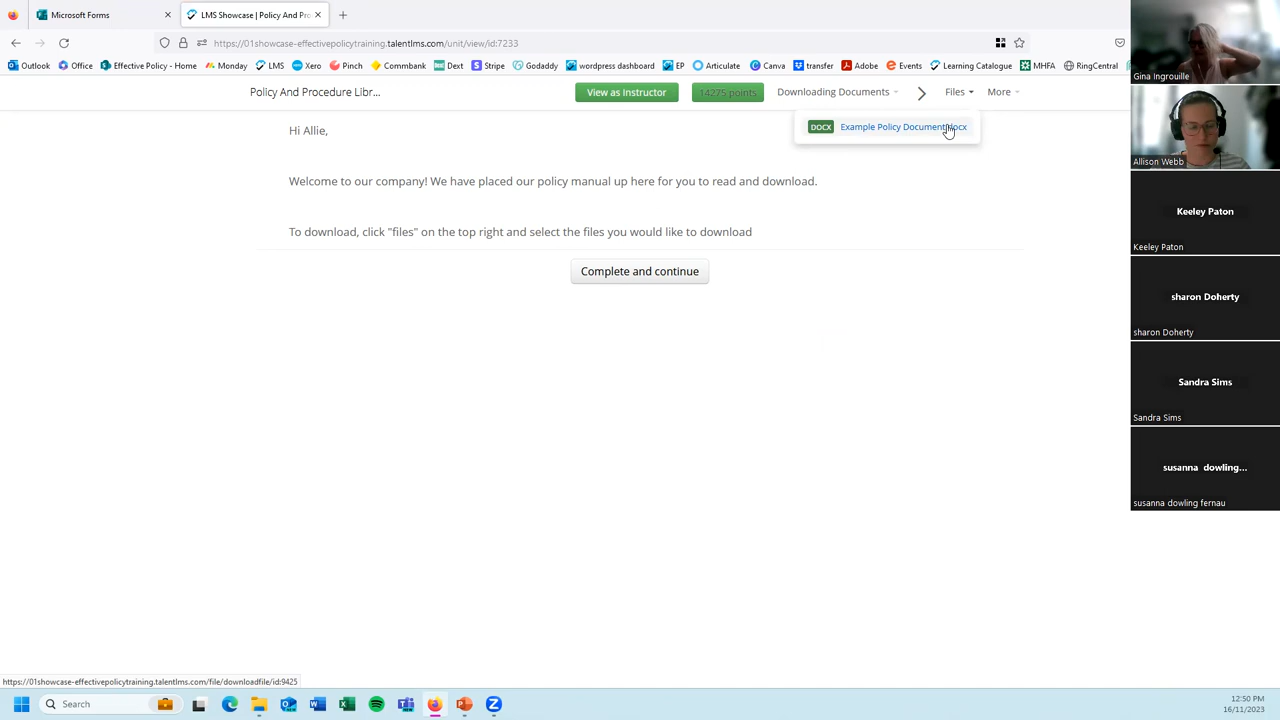 Microsoft Forms
LMS Showcase | Policy And Pro
https://01showcase-effectivepolicytraining.talentlms.com/unit/view/id:7233
Outlook
Office
Effective Policy - Home
Monday
LMS
Xero
Pinch
Commbank
Dext
Stripe
Godaddy
wordpress dashboard
EP
Articulate
Canva
transfer
Adobe
Events
Learning Catalogue
MHFA
RingCentral
Policy And Procedure Libr...
View as Instructor
14275 points
Downloading Documents
Files
More
DOCX Example Policy Document.docx
Hi Allie,
Welcome to our company! We have placed our policy manual up here for you to read and download.
To download, click "files" on the top right and select the files you would like to download
Complete and continue
Gina Ingrouille
Allison Webb
Keeley Paton
Keeley Paton
sharon Doherty
sharon Doherty
Sandra Sims
Sandra Sims
susanna dowling...
susanna dowling fernau
https://01showcase-effectivepolicytraining.talentlms.com/file/downloadfile/id:9425
Search
12:50 PM
16/11/2023